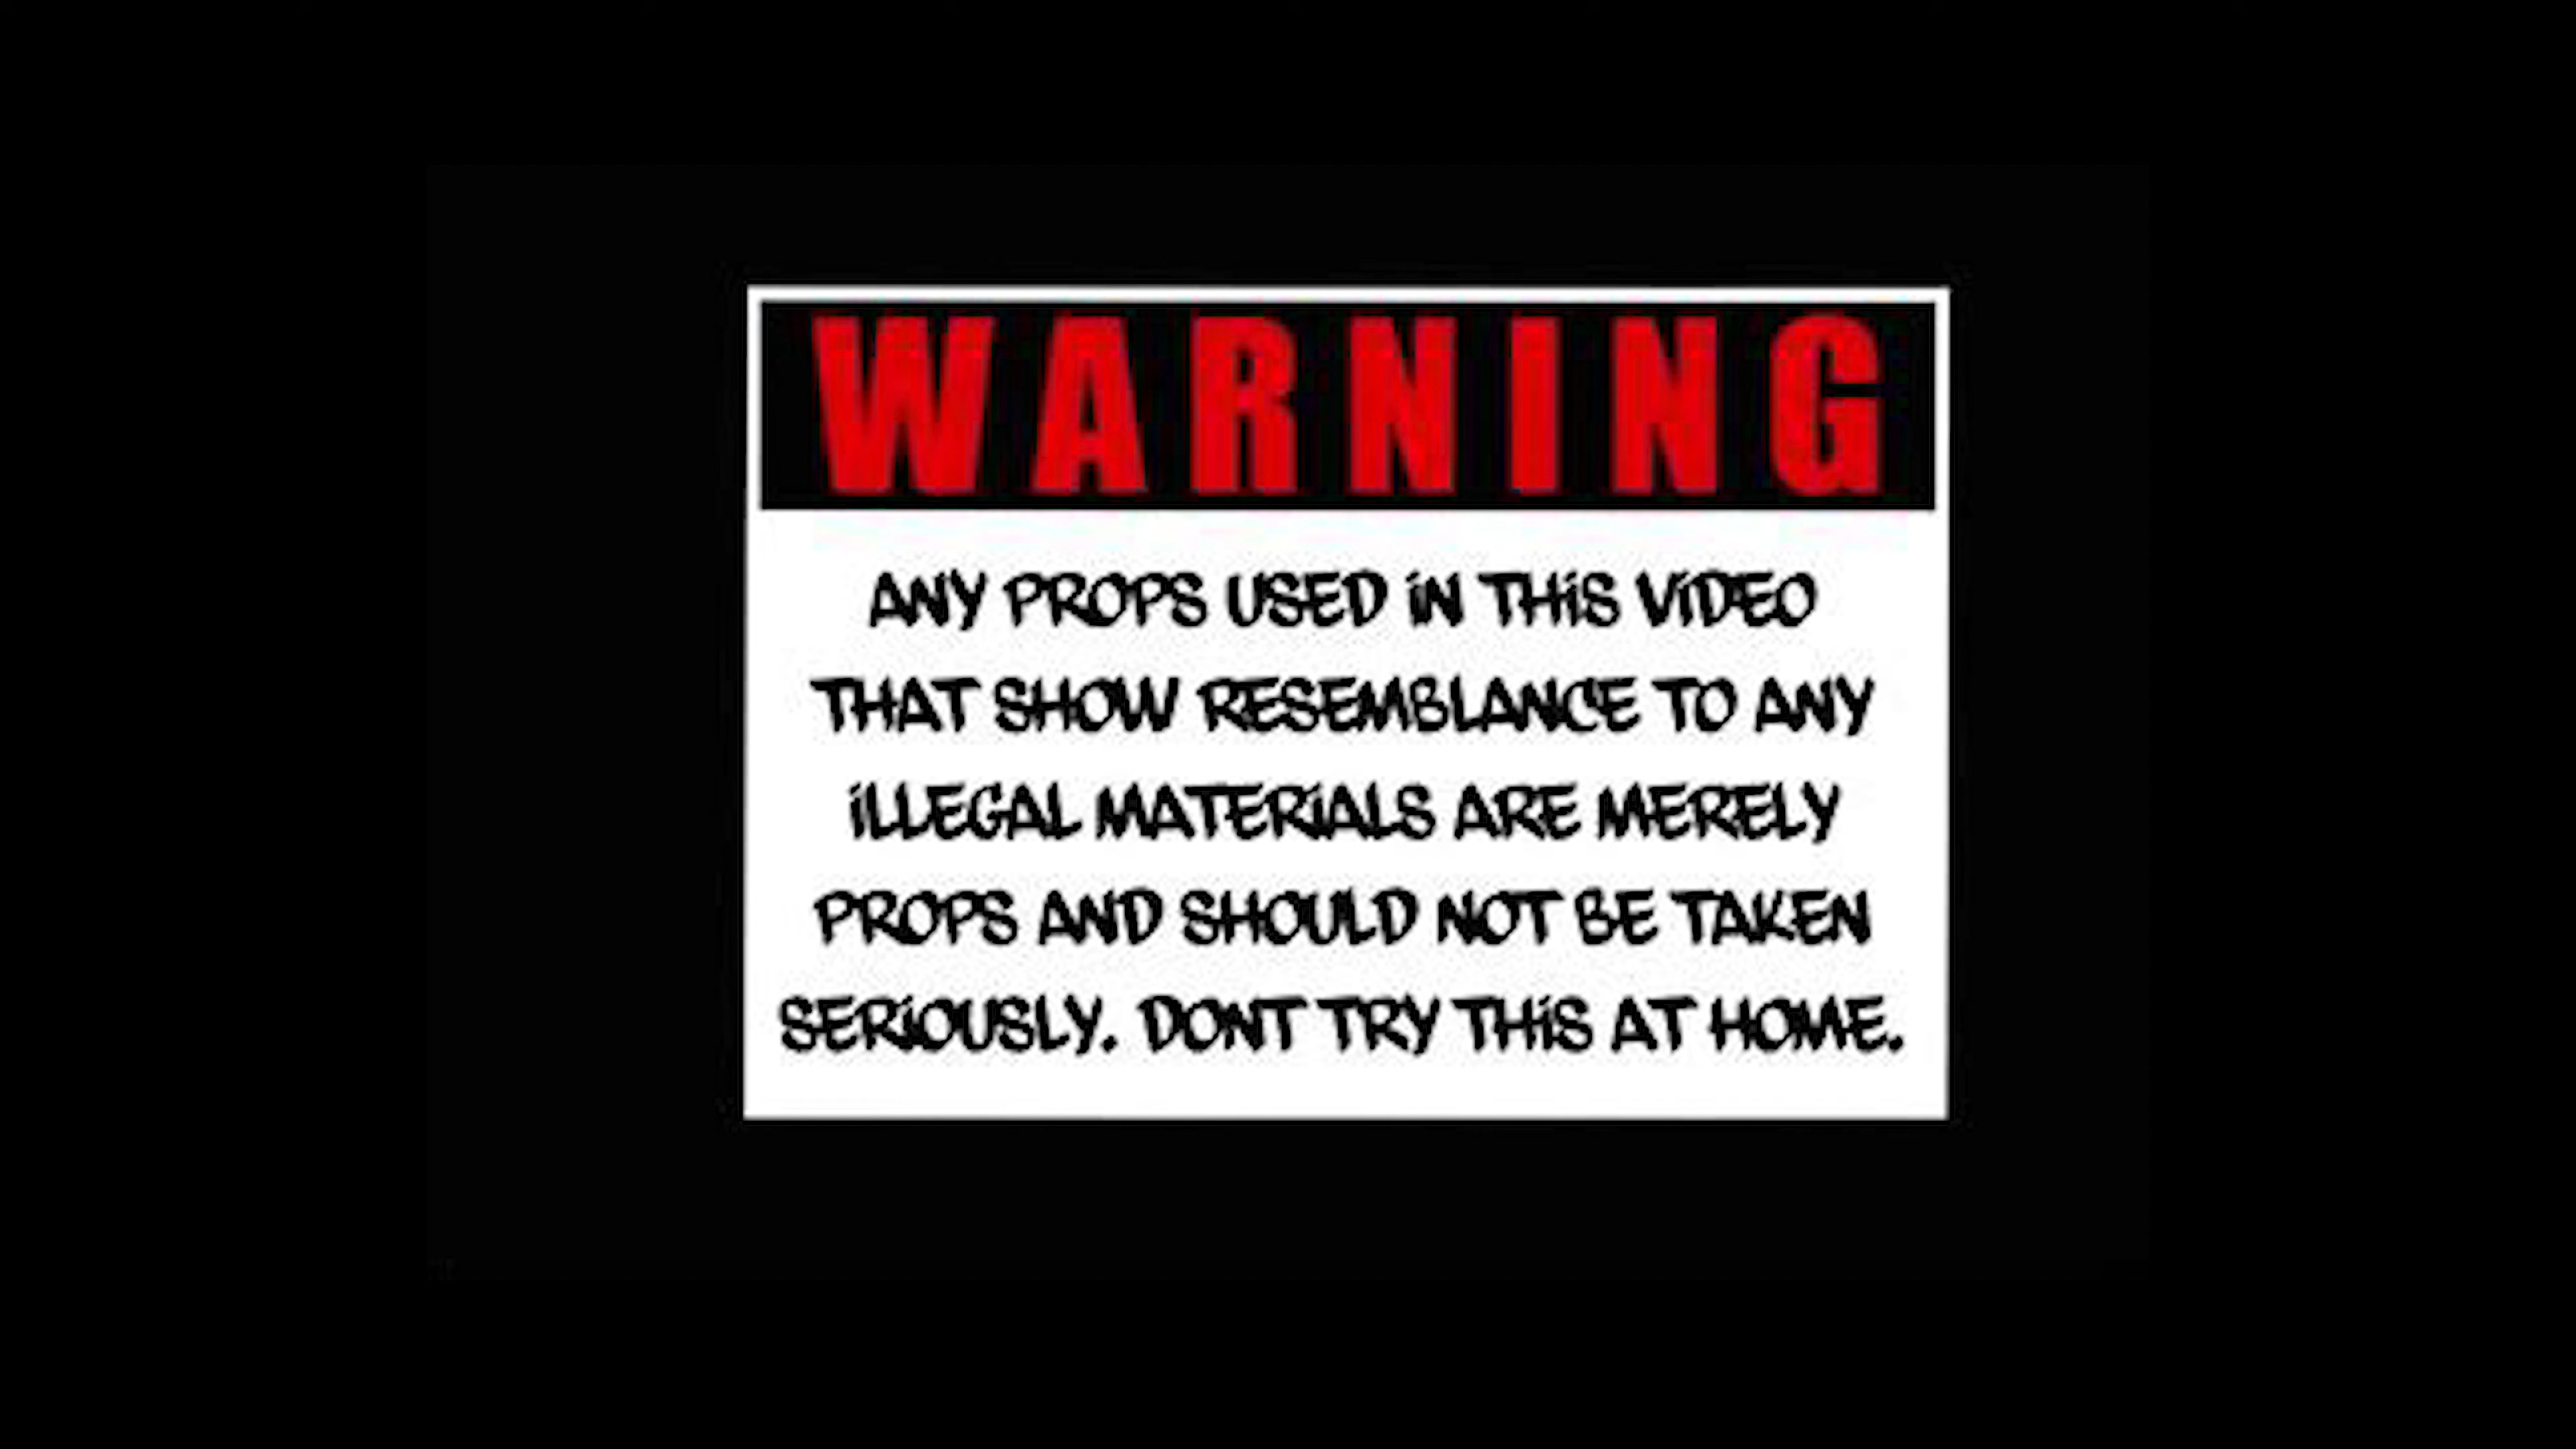 WARNING
ANY PROPS USED iN THiS ViDEO
THAT SHOW RESEMBLANCE TO ANY
iLLEGAL MATERiALS ARE MERELY
PROPS AND SHOULD NOT BE TAKEN
SERiOUSLY. DONT TRY THiS AT HOME.